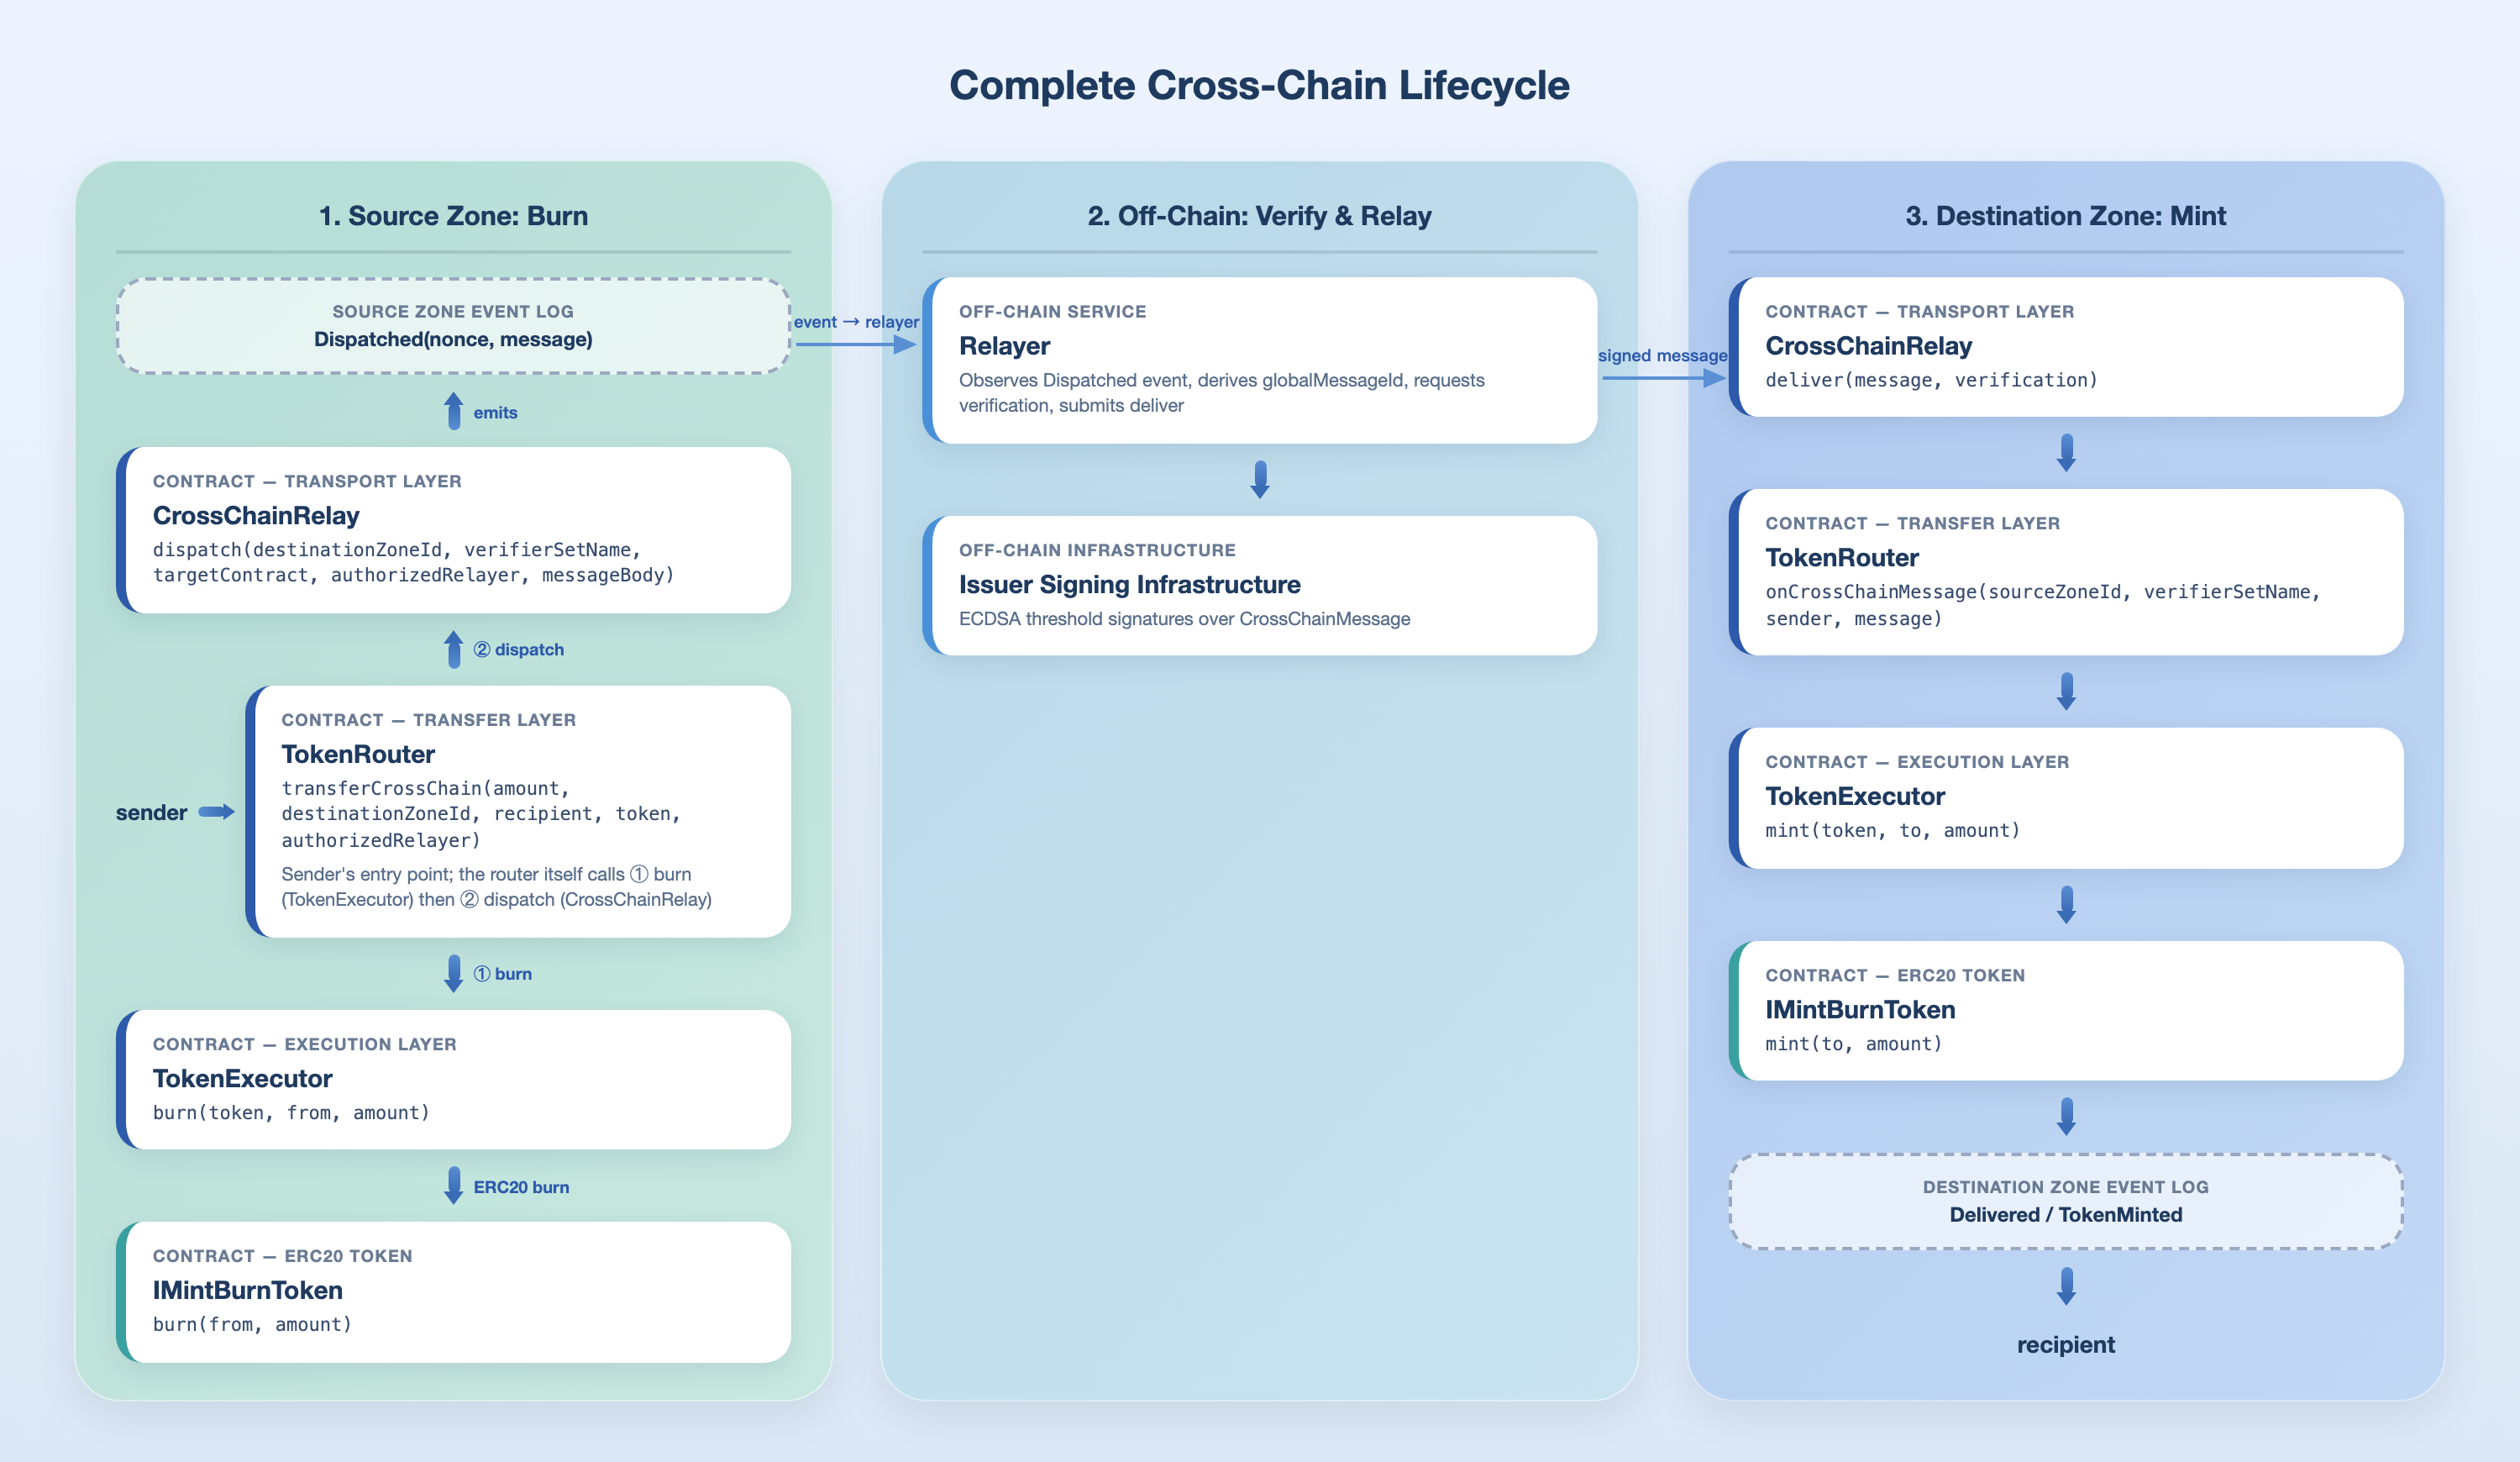 Complete Cross-Chain Lifecycle
1. Source Zone: Burn
SOURCE ZONE EVENT LOG
Dispatched(nonce, message)
emits
CONTRACT — TRANSPORT LAYER
CrossChainRelay
dispatch(destinationZoneId, verifierSetName,
targetContract, authorizedRelayer, messageBody)
② dispatch
sender
CONTRACT — TRANSFER LAYER
TokenRouter
transferCrossChain(amount,
destinationZoneId, recipient, token,
authorizedRelayer)
Sender's entry point; the router itself calls ① burn
(TokenExecutor) then ② dispatch (CrossChainRelay)
① burn
CONTRACT — EXECUTION LAYER
TokenExecutor
burn(token, from, amount)
ERC20 burn
CONTRACT — ERC20 TOKEN
IMintBurnToken
burn(from, amount)
event → relayer
2. Off-Chain: Verify & Relay
OFF-CHAIN SERVICE
Relayer
Observes Dispatched event, derives globalMessageId, requests
verification, submits deliver
OFF-CHAIN INFRASTRUCTURE
Issuer Signing Infrastructure
ECDSA threshold signatures over CrossChainMessage
signed message
3. Destination Zone: Mint
CONTRACT — TRANSPORT LAYER
CrossChainRelay
deliver(message, verification)
CONTRACT — TRANSFER LAYER
TokenRouter
onCrossChainMessage(sourceZoneId, verifierSetName,
sender, message)
CONTRACT — EXECUTION LAYER
TokenExecutor
mint(token, to, amount)
CONTRACT — ERC20 TOKEN
IMintBurnToken
mint(to, amount)
DESTINATION ZONE EVENT LOG
Delivered / TokenMinted
recipient